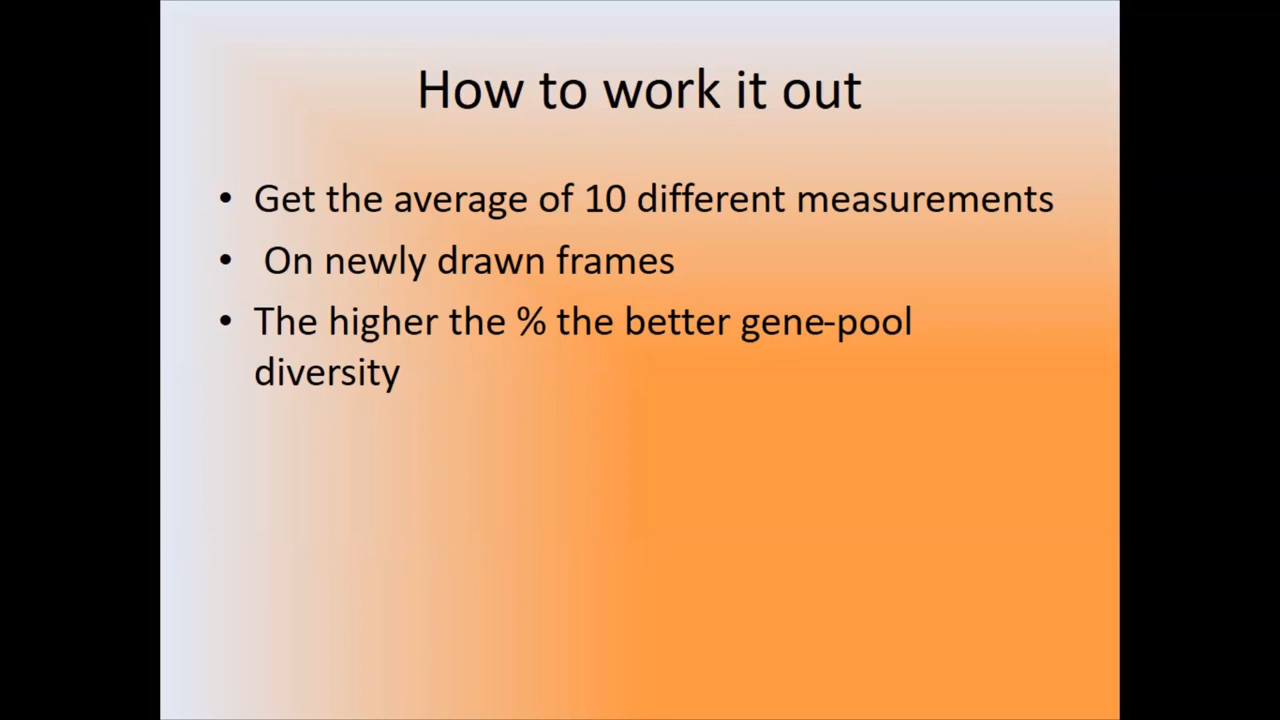 How to work it out
• Get the average of 10 different measurements
• On newly drawn frames
• The higher the % the better gene-pool
diversity